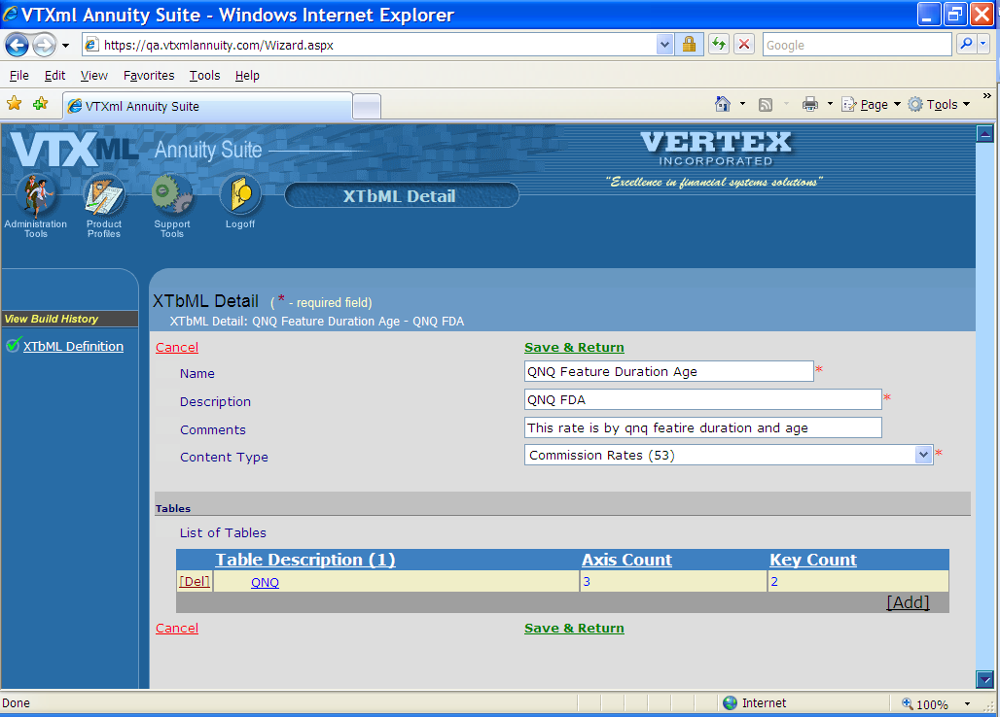 VTXml Annuity Suite - Windows Internet Explorer
https://qa.vtxmlannuity.com/Wizard.aspx
Google
File Edit View Favorites Tools Help
VTXml Annuity Suite
Page Tools »
VTXML Annuity Suite
VERTEX
INCORPORATED
"Excellence in financial systems solutions"
XTbML Detail
Administration Tools
Product Profiles
Support Tools
Logoff
XTbML Detail ( * - required field)
XTbML Detail: QNQ Feature Duration Age - QNQ FDA
View Build History
XTbML Definition
Cancel Save & Return
Name QNQ Feature Duration Age *
Description QNQ FDA *
Comments This rate is by qnq featire duration and age
Content Type Commission Rates (53) *
Tables
List of Tables
Table Description (1) Axis Count Key Count
[Del] QNQ 3 2
[Add]
Cancel Save & Return
Done Internet 100%